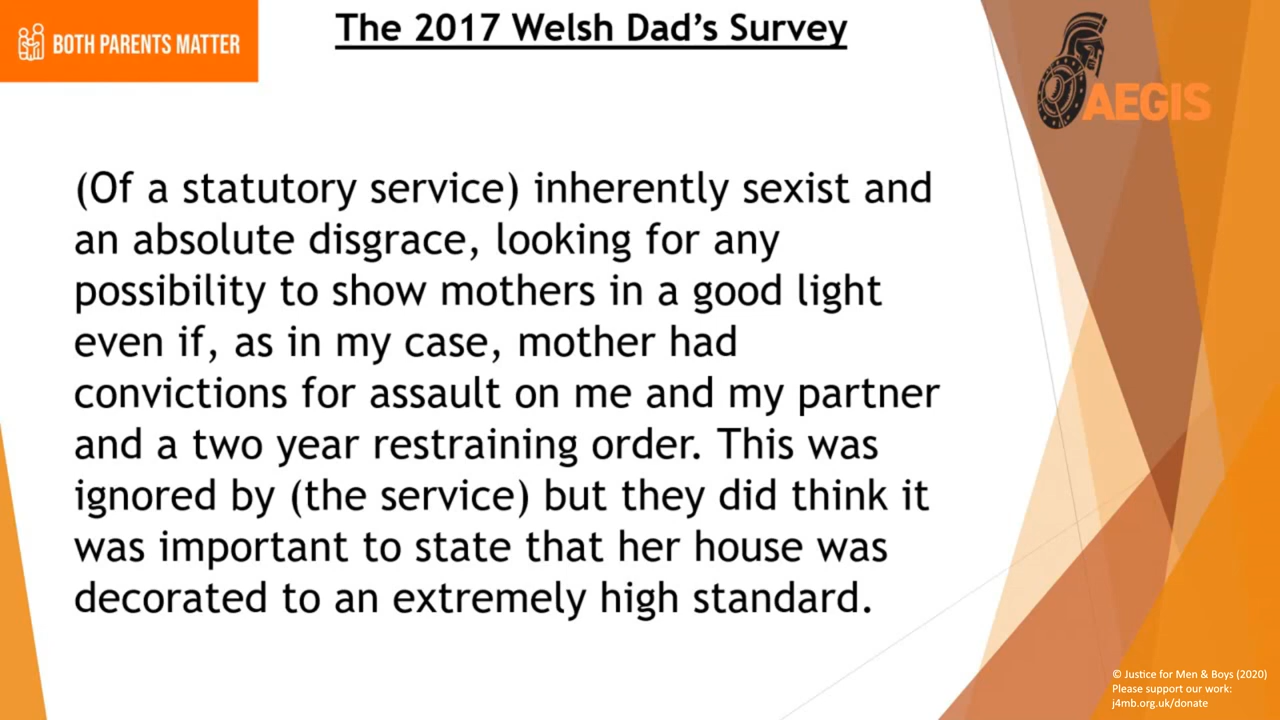 BOTH PARENTS MATTER
The 2017 Welsh Dad's Survey
AEGIS
(Of a statutory service) inherently sexist and
an absolute disgrace, looking for any
possibility to show mothers in a good light
even if, as in my case, mother had
convictions for assault on me and my partner
and a two year restraining order. This was
ignored by (the service) but they did think it
was important to state that her house was
decorated to an extremely high standard.
© Justice for Men & Boys (2020)
Please support our work:
j4mb.org.uk/donate